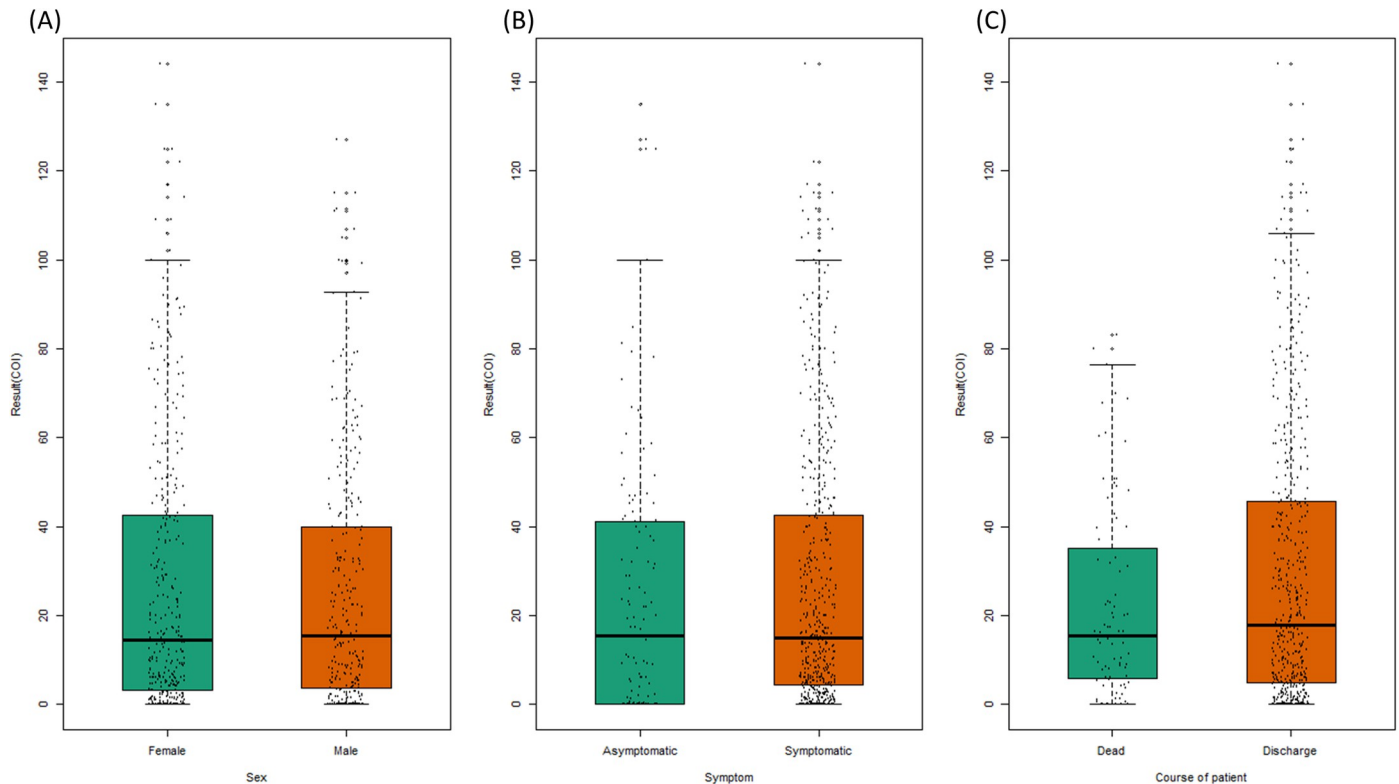 (A)
Result(COI)
0
20
40
60
80
100
120
140
Female
Male
Sex
(B)
Result(COI)
0
20
40
60
80
100
120
140
Asymptomatic
Symptomatic
Symptom
(C)
Result(COI)
0
20
40
60
80
100
120
140
Dead
Discharge
Course of patient